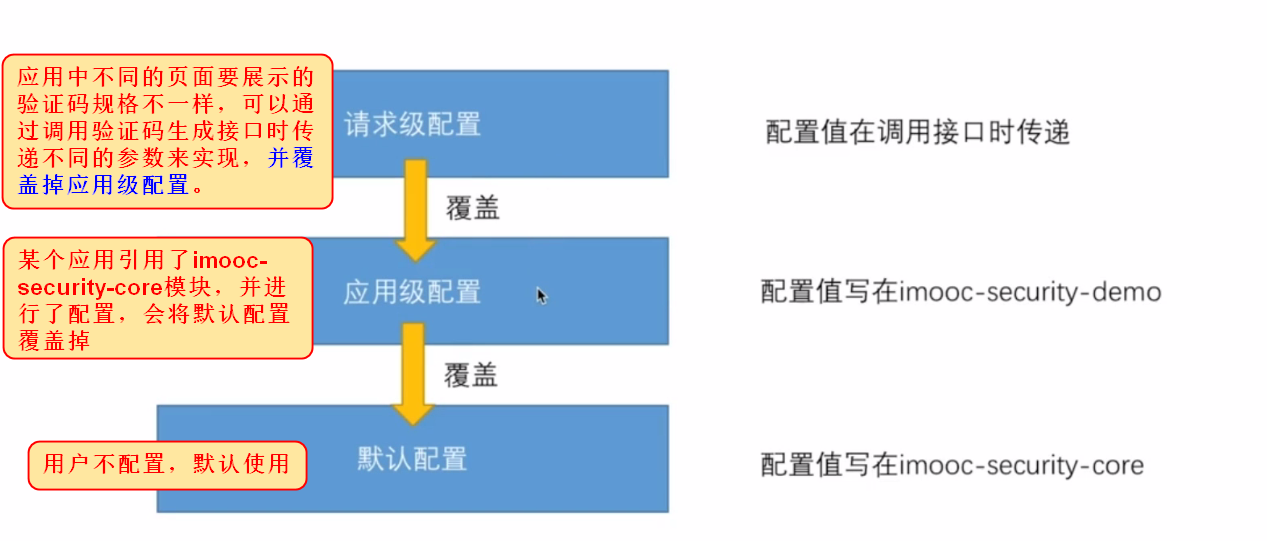 应用中不同的页面要展示的
验证码规格不一样，可以通
过调用验证码生成接口时传
递不同的参数来实现，并覆
盖掉应用级配置。
请求级配置
配置值在调用接口时传递
覆盖
某个应用引用了imooc-
security-core模块，并进
行了配置，会将默认配置
覆盖掉
应用级配置
配置值写在imooc-security-demo
覆盖
用户不配置，默认使用
默认配置
配置值写在imooc-security-core